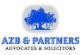 AZB & PARTNERS
ADVOCATES & SOLICITORS